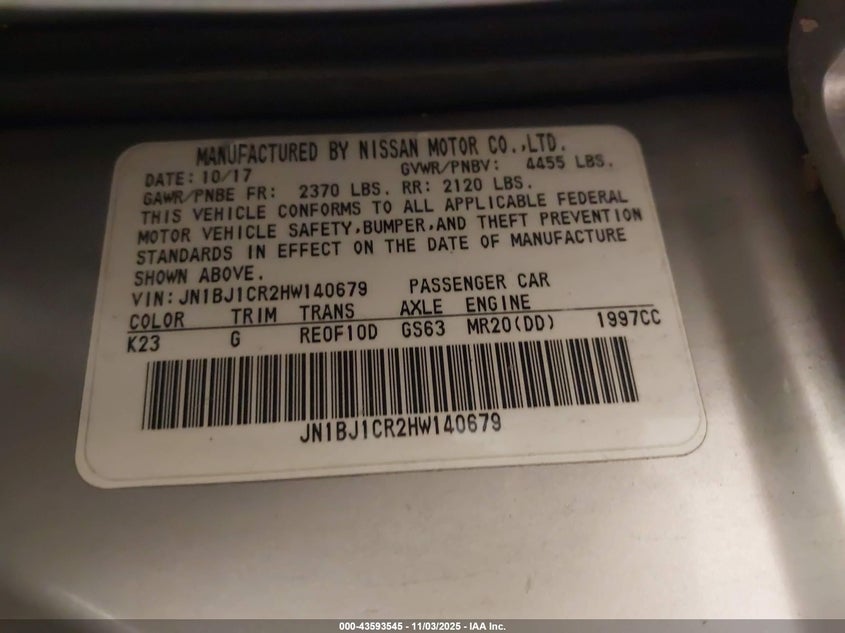 MANUFACTURED BY NISSAN MOTOR CO.,LTD.
DATE: 10/17 GVWR/PNBV: 4455 LBS.
GAWR/PNBE FR: 2370 LBS. RR: 2120 LBS.
THIS VEHICLE CONFORMS TO ALL APPLICABLE FEDERAL
MOTOR VEHICLE SAFETY,BUMPER,AND THEFT PREVENTION
STANDARDS IN EFFECT ON THE DATE OF MANUFACTURE
SHOWN ABOVE.
VIN: JN1BJ1CR2HW140679 PASSENGER CAR
COLOR TRIM TRANS AXLE ENGINE
K23 G RE0F10D GS63 MR20(DD) 1997CC
JN1BJ1CR2HW140679
000-43593545 - 11/03/2025 - IAA Inc.